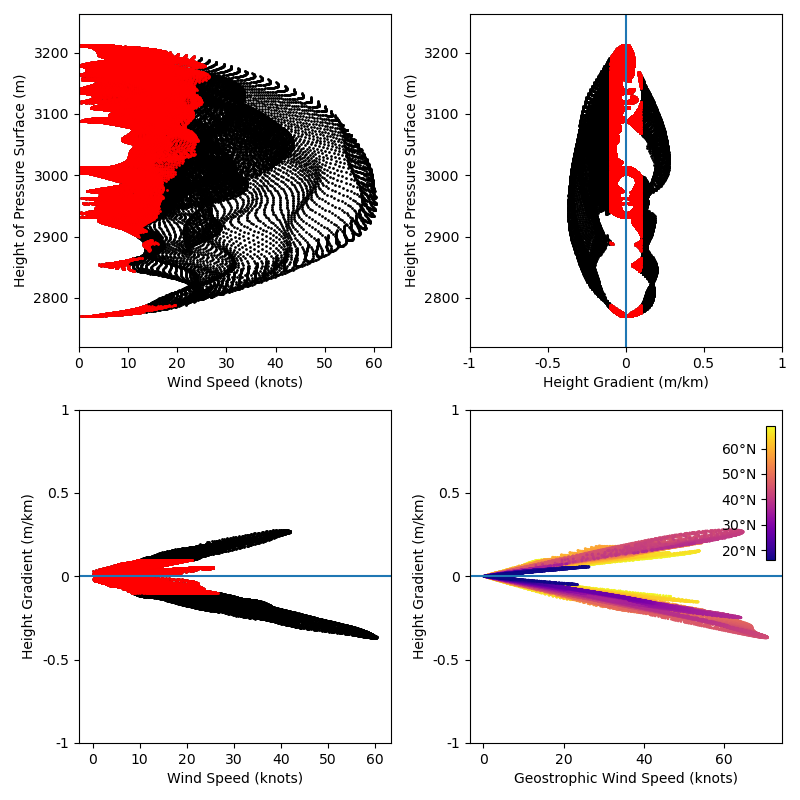 3200
3100
3000
2900
2800
Height of Pressure Surface (m)
0 10 20 30 40 50 60
Wind Speed (knots)
3200
3100
3000
2900
2800
Height of Pressure Surface (m)
-1 -0.5 0 0.5 1
Height Gradient (m/km)
1
0.5
0
-0.5
-1
Height Gradient (m/km)
0 10 20 30 40 50 60
Wind Speed (knots)
1
0.5
0
-0.5
-1
Height Gradient (m/km)
60°N
50°N
40°N
30°N
20°N
0 20 40 60
Geostrophic Wind Speed (knots)